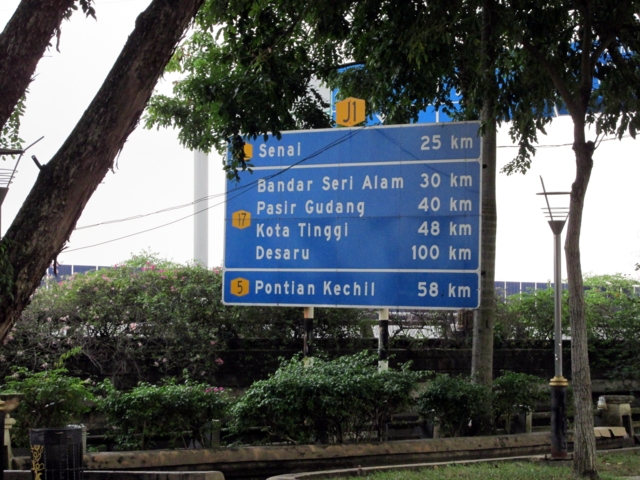 J1
Senai 25 km
Bandar Seri Alam 30 km
Pasir Gudang 40 km
17 Kota Tinggi 48 km
Desaru 100 km
5 Pontian Kechil 58 km